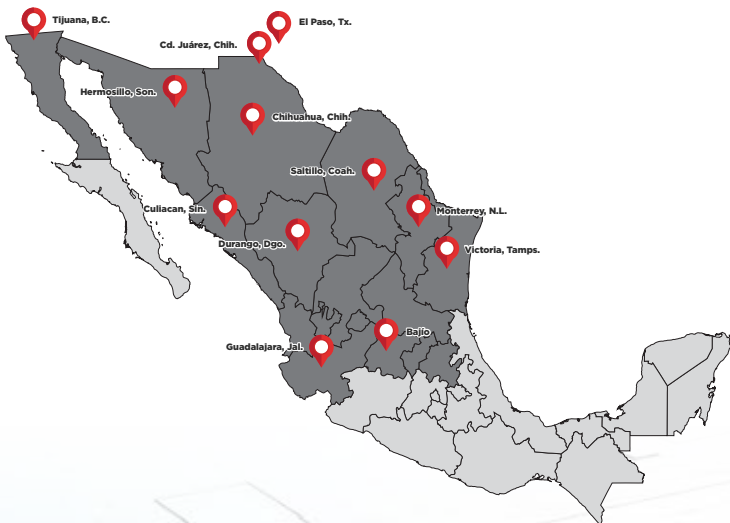 Tijuana, B.C.
El Paso, Tx.
Cd. Juárez, Chih.
Hermosillo, Son.
Chihuahua, Chih.
Saltillo, Coah.
Culiacan, Sin.
Monterrey, N.L.
Durango, Dgo.
Victoria, Tamps.
Bajío
Guadalajara, Jal.